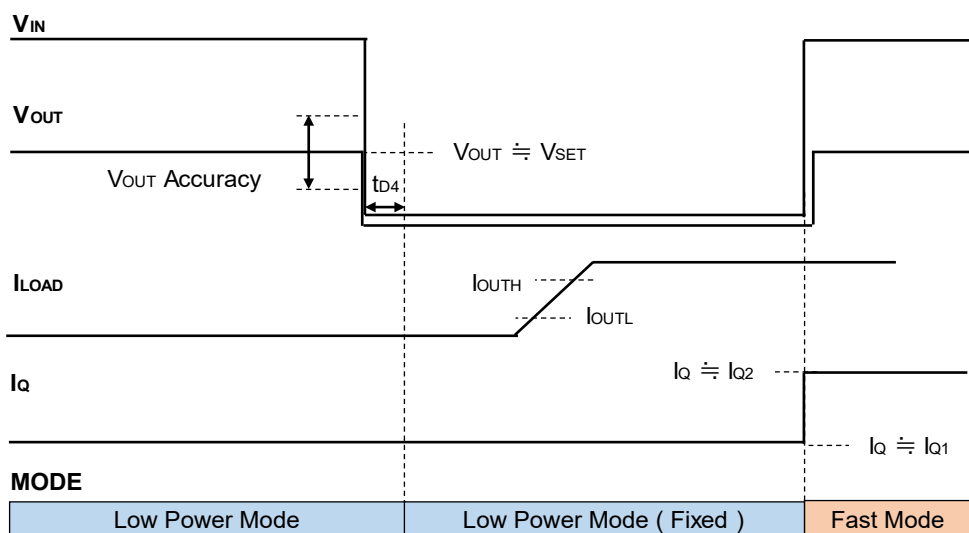 VIN
VOUT
VOUT ≒ VSET
VOUT Accuracy
tD4
ILOAD
IOUTH
IOUTL
IQ
IQ ≒ IQ2
IQ ≒ IQ1
MODE
Low Power Mode
Low Power Mode ( Fixed )
Fast Mode